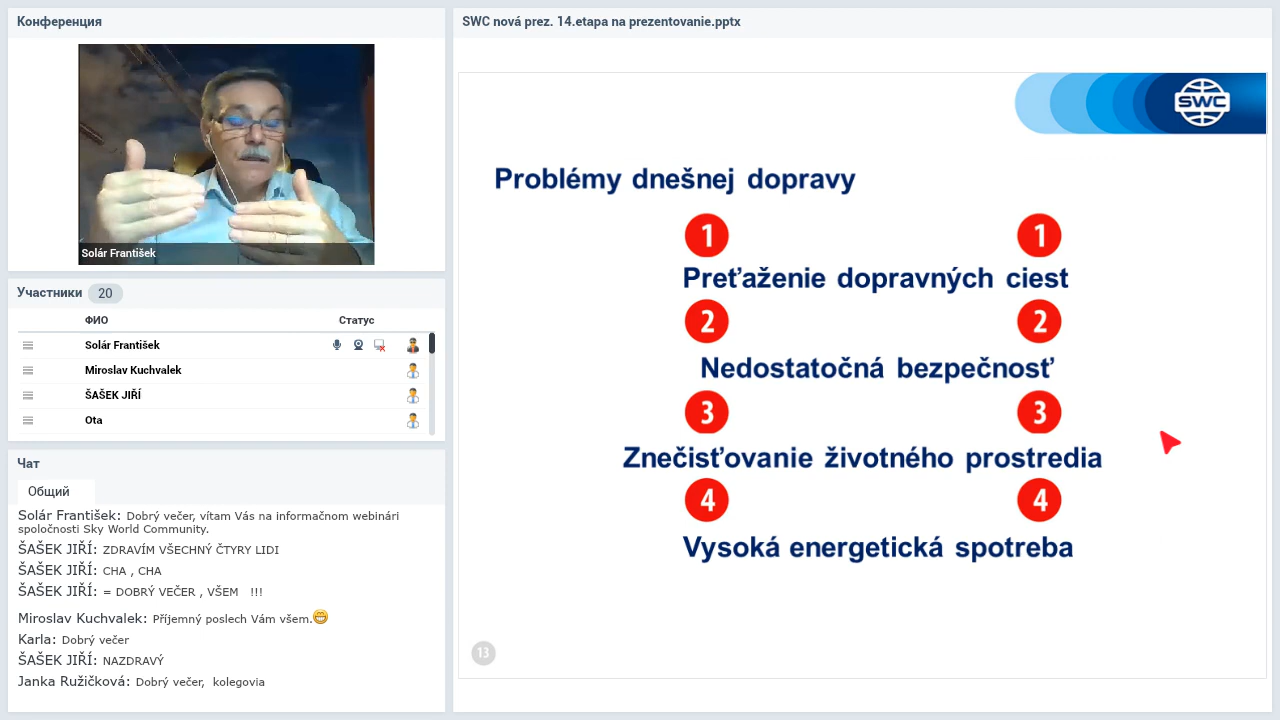 Конференция
Solár František
Участники 20
ФИО Статус
Solár František
Miroslav Kuchvalek
ŠAŠEK JIŘÍ
Ota
Чат
Общий
Solár František: Dobrý večer, vítam Vás na informačnom webinári
spoločnosti Sky World Community.
ŠAŠEK JIŘÍ: ZDRAVÍM VŠECHNÝ ČTYRY LIDI
ŠAŠEK JIŘÍ: CHA , CHA
ŠAŠEK JIŘÍ: = DOBRÝ VEČER , VŠEM !!!
Miroslav Kuchvalek: Příjemný poslech Vám všem.
Karla: Dobrý večer
ŠAŠEK JIŘÍ: NAZDRAVÝ
Janka Ružičková: Dobrý večer, kolegovia
SWC nová prez. 14.etapa na prezentovanie.pptx
SWC
Problémy dnešnej dopravy
1 1
Preťaženie dopravných ciest
2 2
Nedostatočná bezpečnosť
3 3
Znečisťovanie životného prostredia
4 4
Vysoká energetická spotreba
13